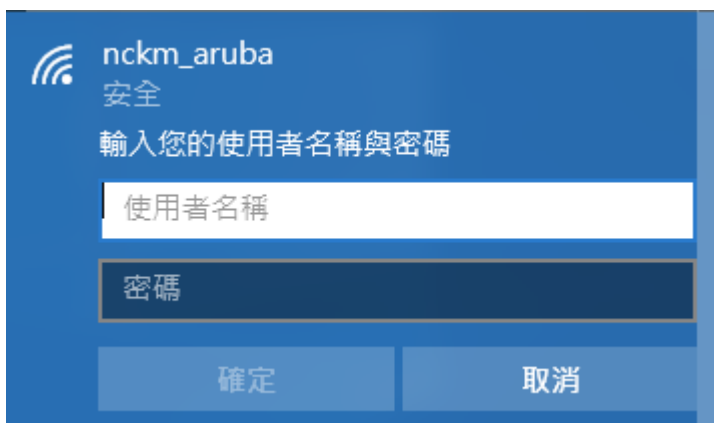 nckm_aruba
安全
輸入您的使用者名稱與密碼
使用者名稱
密碼
確定 取消